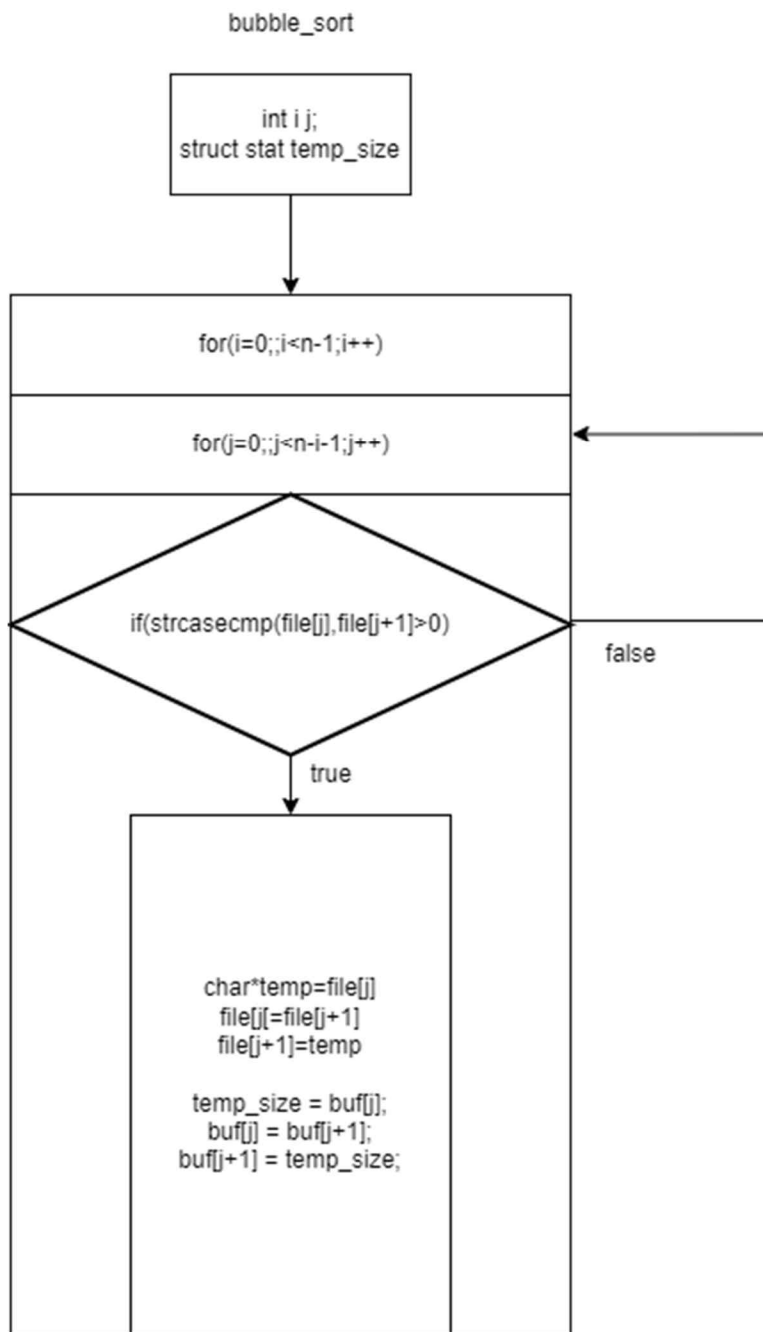 bubble_sort
int i j;
struct stat temp_size
for(i=0;;i<n-1;i++)
for(j=0;;j<n-i-1;j++)
if(strcasecmp(file[j],file[j+1]>0)
false
true
char*temp=file[j]
file[j[=file[j+1]
file[j+1]=temp
temp_size = buf[j];
buf[j] = buf[j+1];
buf[j+1] = temp_size;